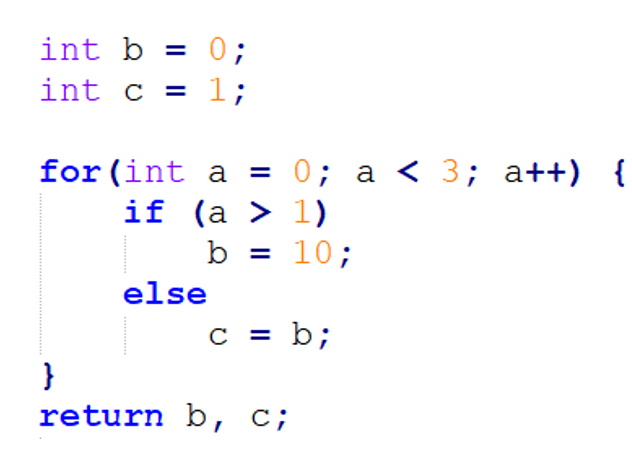 int b = 0;
int c = 1;
for(int a = 0; a < 3; a++) {
if (a > 1)
b = 10;
else
c = b;
}
return b, c;